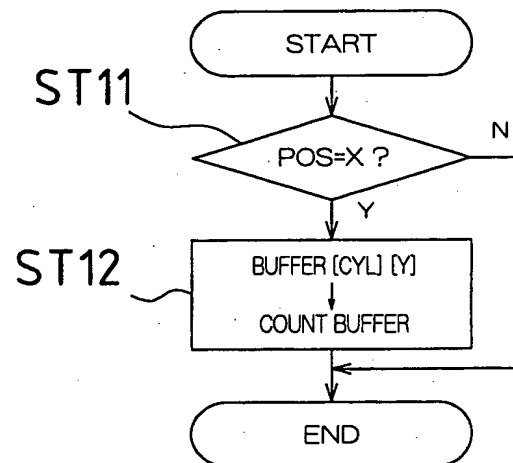 START
ST11
POS=X ?
N
Y
ST12
BUFFER [CYL] [Y]
COUNT BUFFER
END